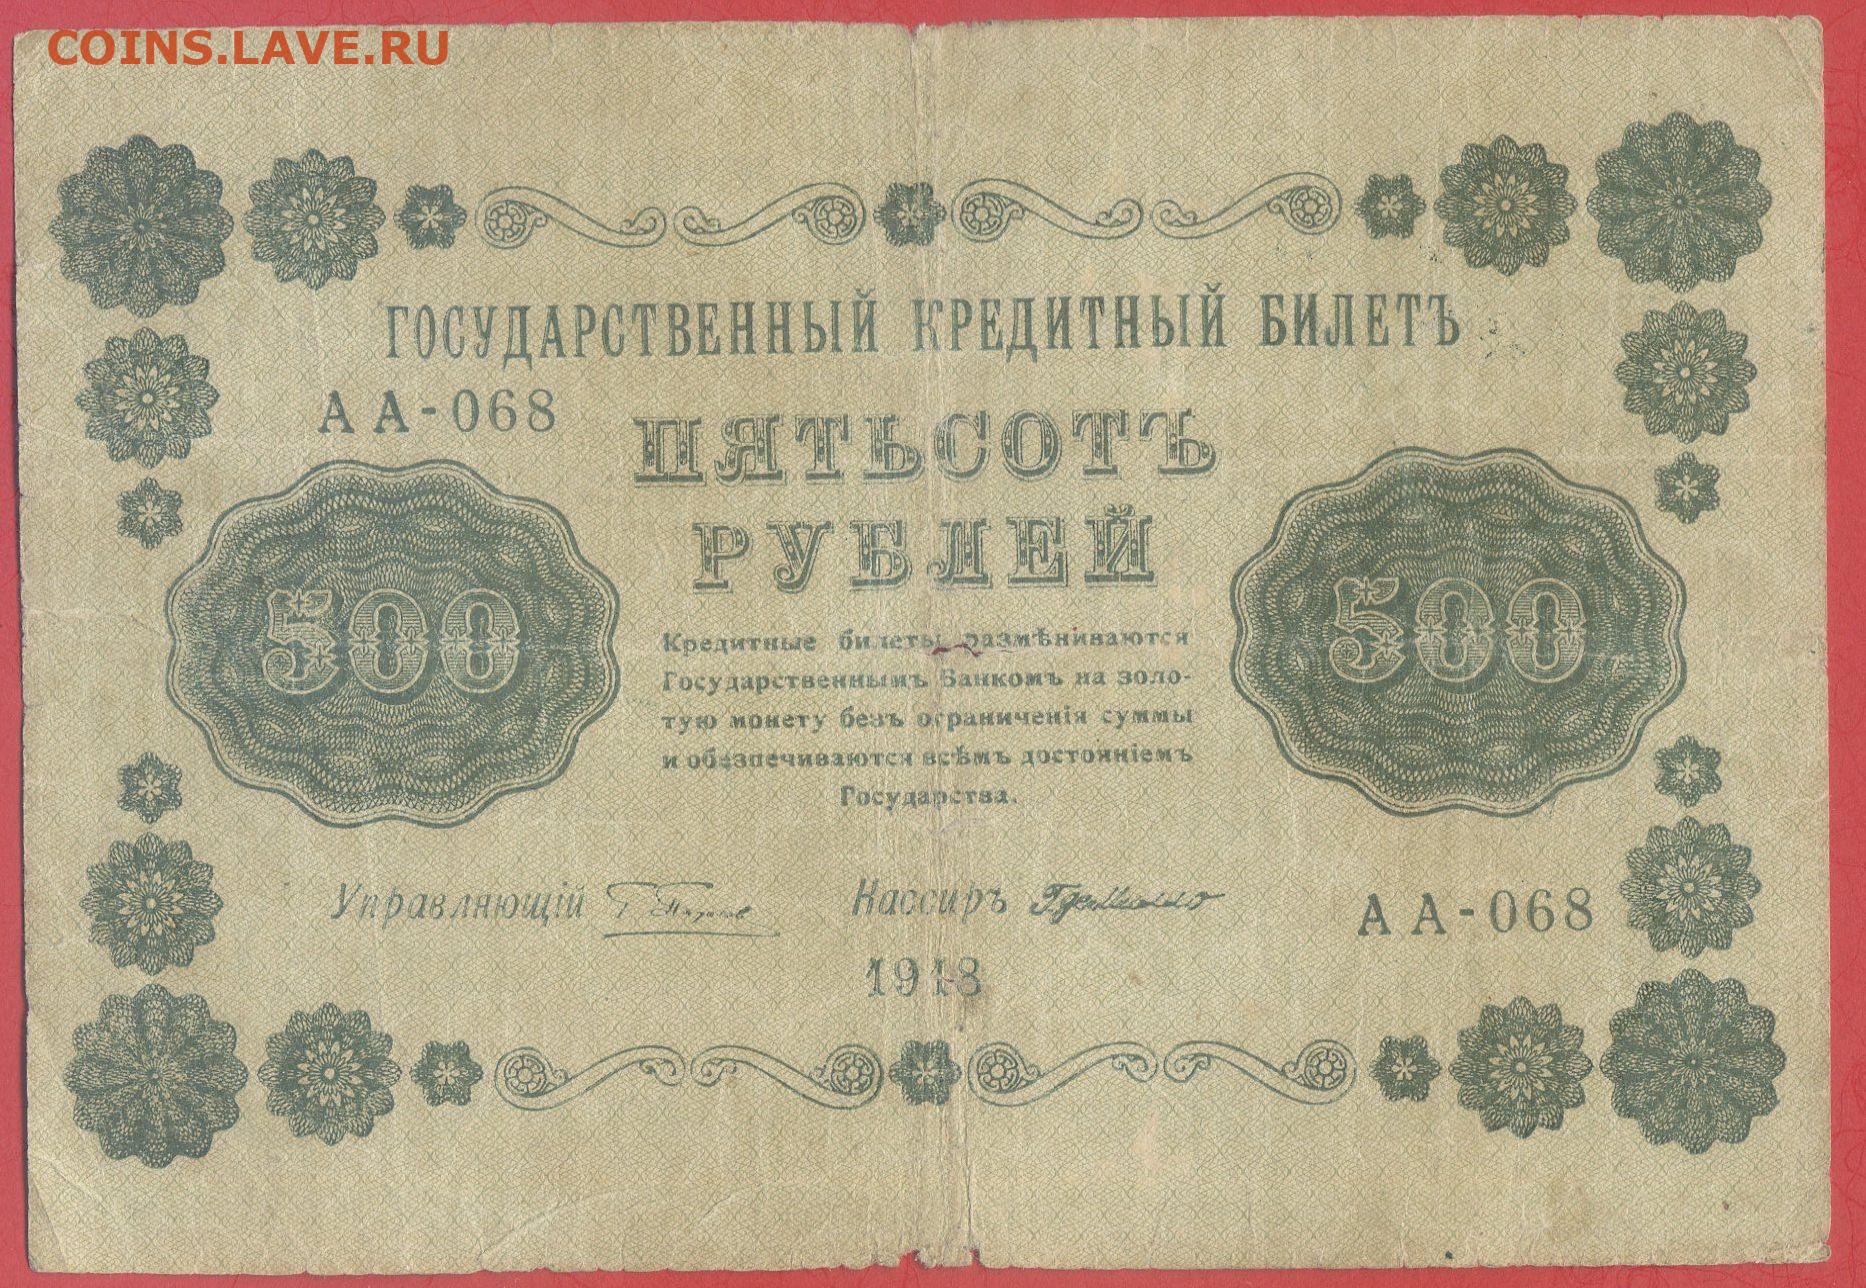 COINS.LAVE.RU
ГОСУДАРСТВЕННЫЙ КРЕДИТНЫЙ БИЛЕТЪ
АА-068
ПЯТЬСОТЪ
РУБЛЕЙ
500
500
Кредитные билеты размѣниваются
Государственнымъ Банкомъ на золо-
тую монету безъ ограниченія суммы
и обезпечиваются всѣмъ достояніемъ
Государства.
Управляющій
Кассиръ
АА-068
1918